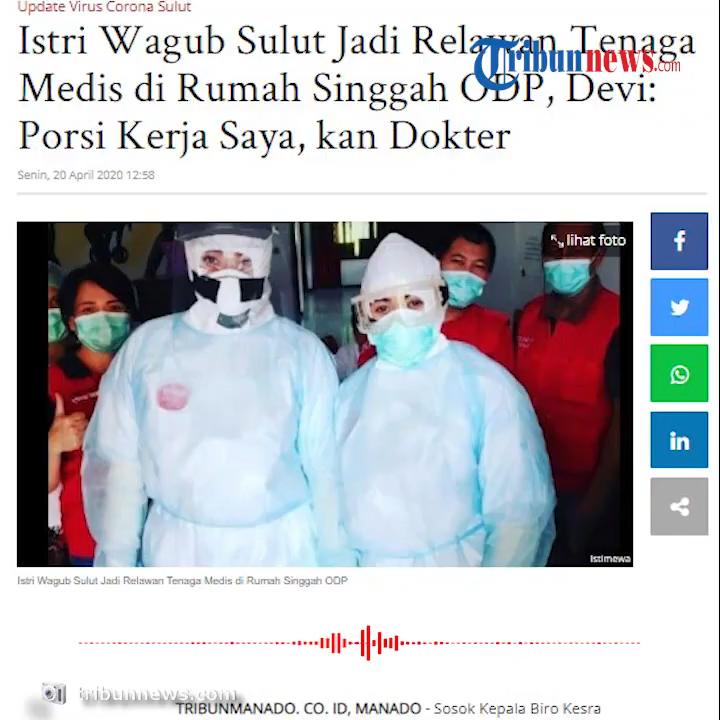 Update Virus Corona Sulut
Istri Wagub Sulut Jadi Relawan Tenaga
Tribunnews.com
Medis di Rumah Singgah ODP, Devi:
Porsi Kerja Saya, kan Dokter
Senin, 20 April 2020 12:58
lihat foto
Istimewa
Istri Wagub Sulut Jadi Relawan Tenaga Medis di Rumah Singgah ODP
tribunnews.com
TRIBUNMANADO. CO. ID, MANADO - Sosok Kepala Biro Kesra